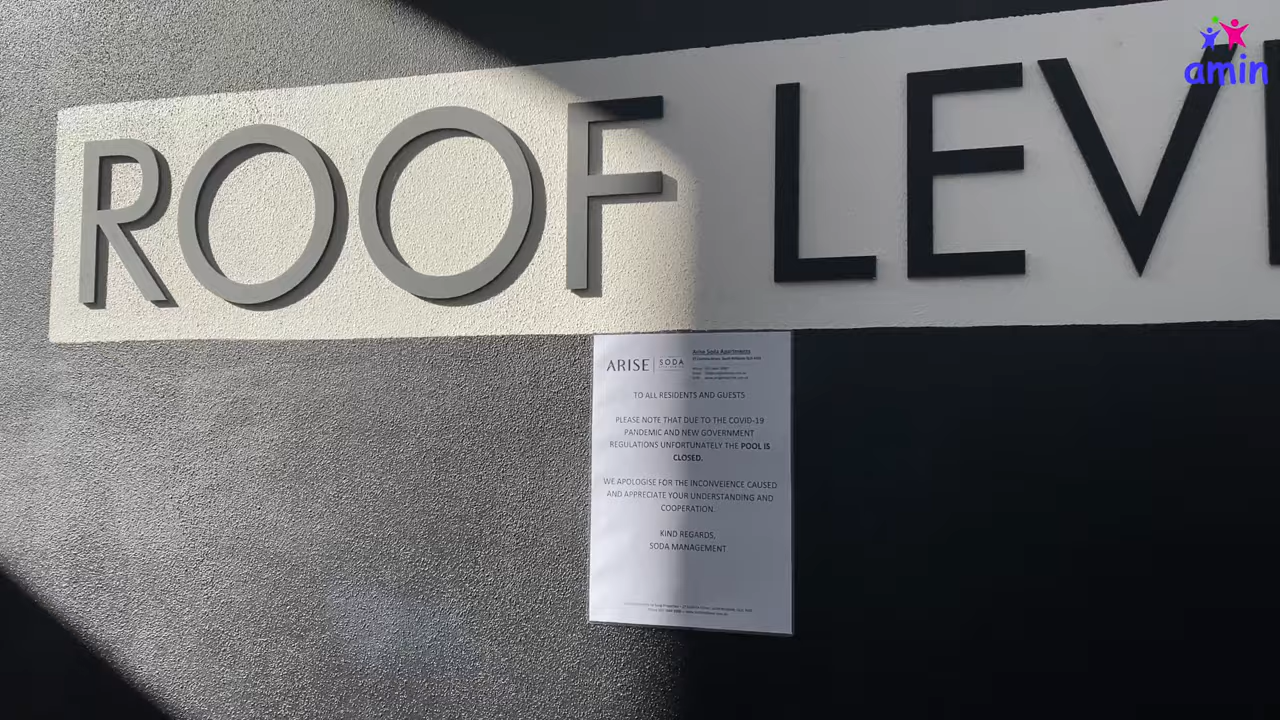 amin
ROOF LEV
ARISE SODA
Arise Soda Apartments
TO ALL RESIDENTS AND GUESTS
PLEASE NOTE THAT DUE TO THE COVID-19
PANDEMIC AND NEW GOVERNMENT
REGULATIONS UNFORTUNATELY THE POOL IS
CLOSED.
WE APOLOGISE FOR THE INCONVEIENCE CAUSED
AND APPRECIATE YOUR UNDERSTANDING AND
COOPERATION.
KIND REGARDS,
SODA MANAGEMENT